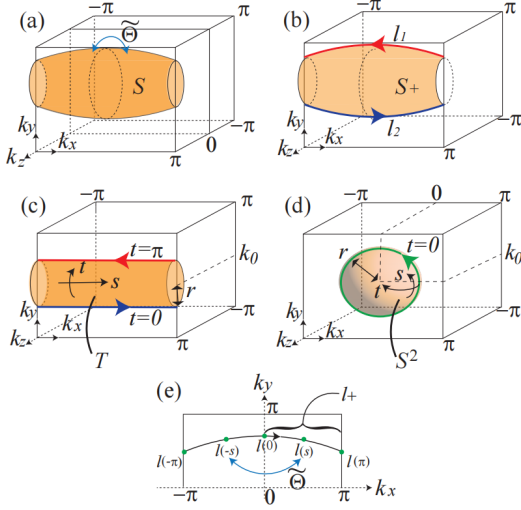 (a)
−π
π
Θ̃
S
k_y
k_z
k_x
−π
0
π
(b)
−π
π
l_1
S_+
l_2
k_y
k_z
k_x
−π
π
(c)
−π
π
t=π
t
s
r
k_0
t=0
k_y
k_z
k_x
−π
π
T
(d)
0
−π
π
t=0
r
s
t
k_0
k_y
k_z
k_x
−π
π
S^2
(e)
k_y
π
l+
l(-π)
l(-s)
l(0)
l(s)
l(π)
Θ̃
−π
0
π
k_x